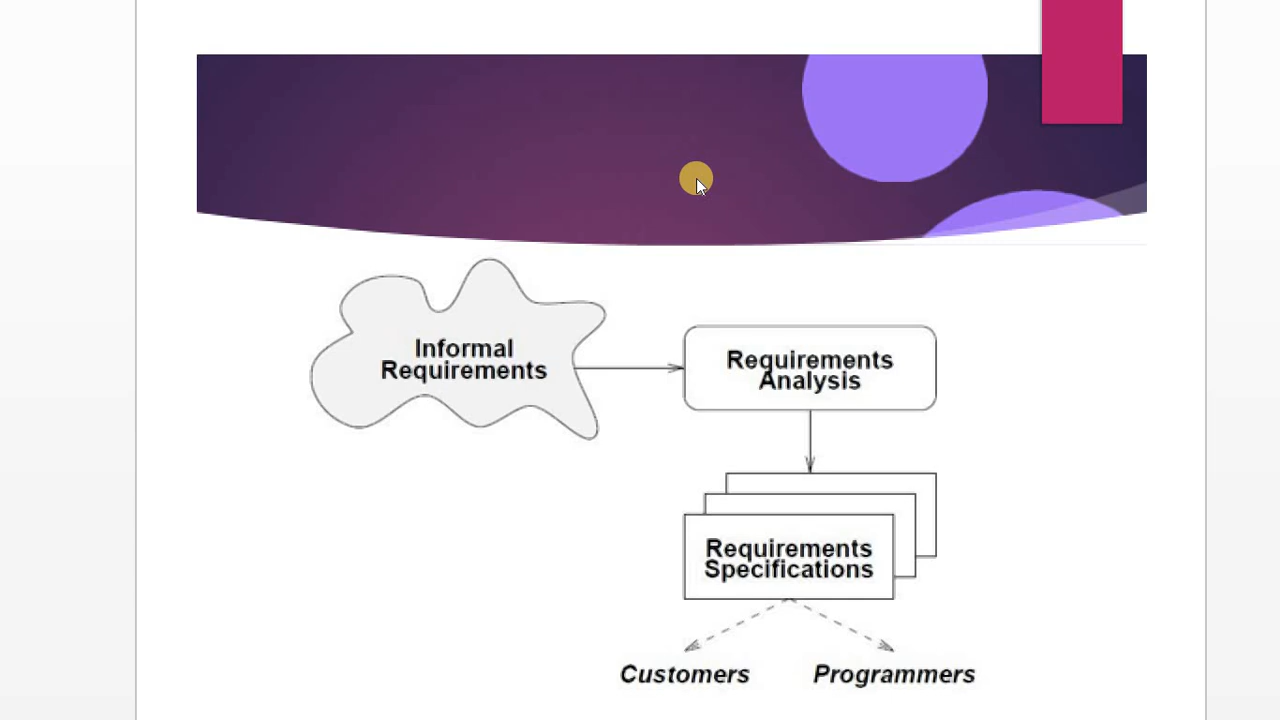 Informal
Requirements
Requirements
Analysis
Requirements
Specifications
Customers
Programmers